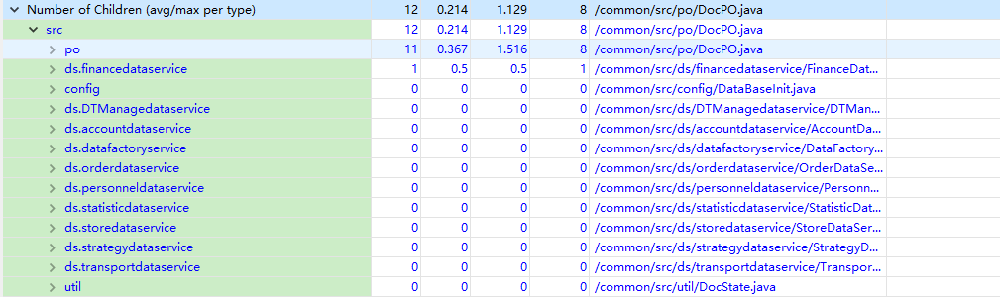 Number of Children (avg/max per type) 12 0.214 1.129 8 /common/src/po/DocPO.java
src 12 0.214 1.129 8 /common/src/po/DocPO.java
po 11 0.367 1.516 8 /common/src/po/DocPO.java
ds.financedataservice 1 0.5 0.5 1 /common/src/ds/financedataservice/FinanceDat...
config 0 0 0 0 /common/src/config/DataBaseInit.java
ds.DTManagedataservice 0 0 0 0 /common/src/ds/DTManagedataservice/DTMan...
ds.accountdataservice 0 0 0 0 /common/src/ds/accountdataservice/AccountDa...
ds.datafactoryservice 0 0 0 0 /common/src/ds/datafactoryservice/DataFactory...
ds.orderdataservice 0 0 0 0 /common/src/ds/orderdataservice/OrderDataSe...
ds.personneldataservice 0 0 0 0 /common/src/ds/personneldataservice/Personn...
ds.statisticdataservice 0 0 0 0 /common/src/ds/statisticdataservice/StatisticDat...
ds.storedataservice 0 0 0 0 /common/src/ds/storedataservice/StoreDataSer...
ds.strategydataservice 0 0 0 0 /common/src/ds/strategydataservice/StrategyD...
ds.transportdataservice 0 0 0 0 /common/src/ds/transportdataservice/Transpor...
util 0 0 0 0 /common/src/util/DocState.java